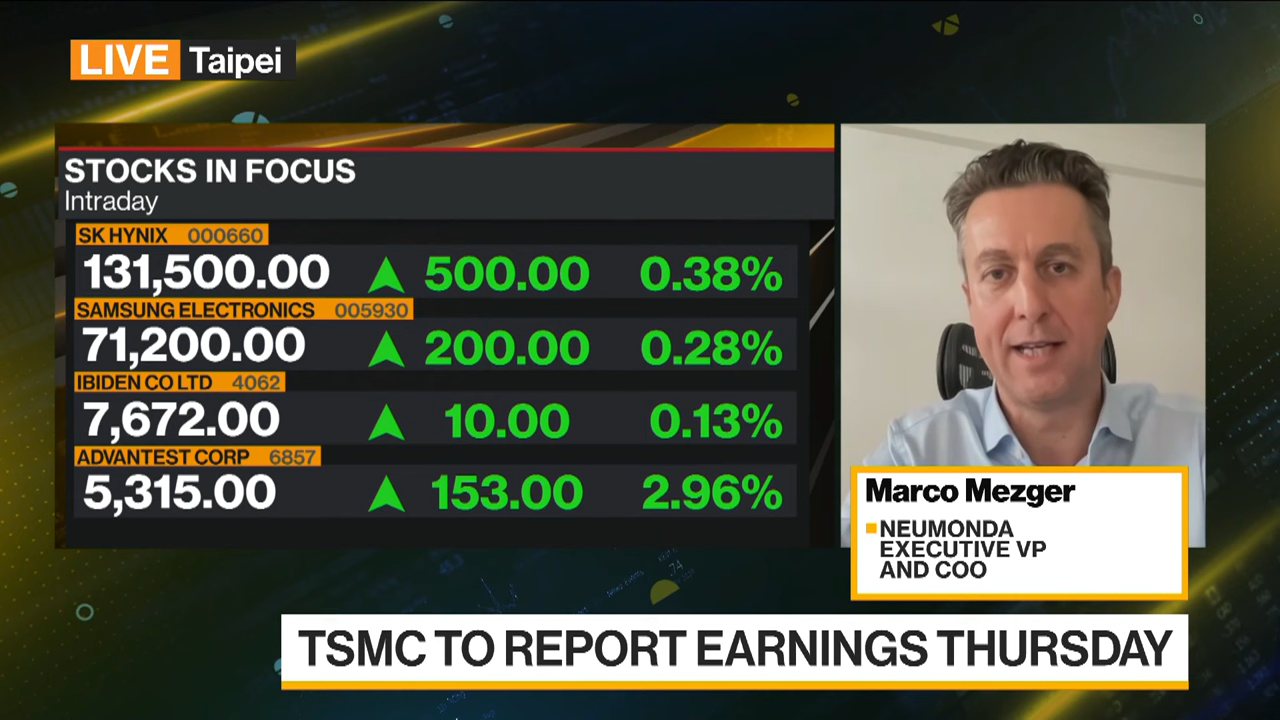 LIVE Taipei
STOCKS IN FOCUS
Intraday
SK HYNIX 000660
131,500.00 ▲ 500.00 0.38%
SAMSUNG ELECTRONICS 005930
71,200.00 ▲ 200.00 0.28%
IBIDEN CO LTD 4062
7,672.00 ▲ 10.00 0.13%
ADVANTEST CORP 6857
5,315.00 ▲ 153.00 2.96%
Marco Mezger
NEUMONDA
EXECUTIVE VP
AND COO
TSMC TO REPORT EARNINGS THURSDAY